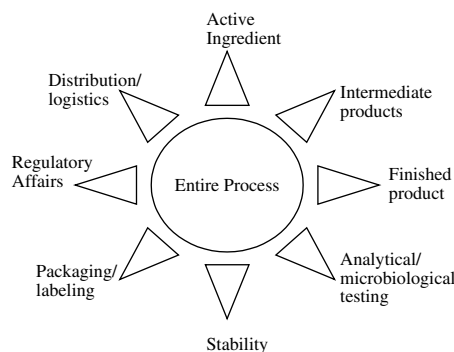 Active
Ingredient
Distribution/
logistics
Intermediate
products
Regulatory
Affairs
Entire Process
Finished
product
Packaging/
labeling
Analytical/
microbiological
testing
Stability